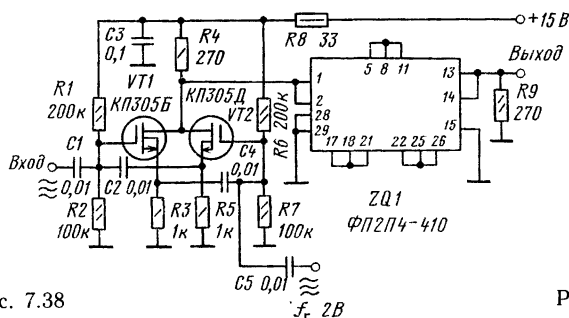 C3
0,1
R4
270
R8 33
+15 В
R1
200к
VT1
КП305Б
КП305Д
VT2
R6 200к
1
2
28
29
5 8 11
17 18 21
22 25 26
13
14
15
Выход
R9
270
Вход
C1
0,01
C2 0,01
C4
0,01
R2
100к
R3
1к
R5
1к
R7
100к
ZQ1
ФП2П4-410
C5 0,01
fг 2В
с. 7.38
Р